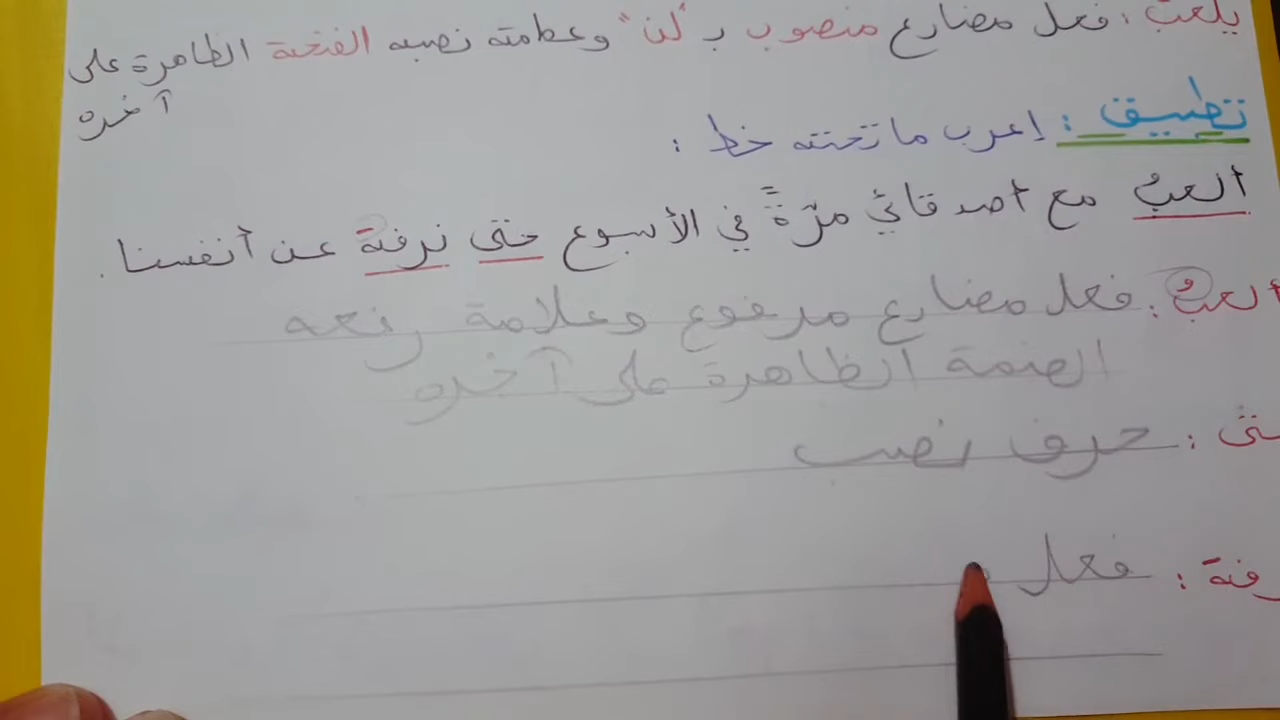 يلعبَ : فعل مضارع منصوب بـ "لن" وعلامته نصبه الفتحة الظاهرة على
آخره
تطبيق : اعرب ما تحته خط :
ألعبُ مع أصدقائي مرّةً في الأسبوع حتى نرفه عن أنفسنا .
ألعبُ : فعل مضارع مرفوع وعلامة رفعه
الضمة الظاهرة على آخره
حتى : حرف نصب
نرفه : فعل